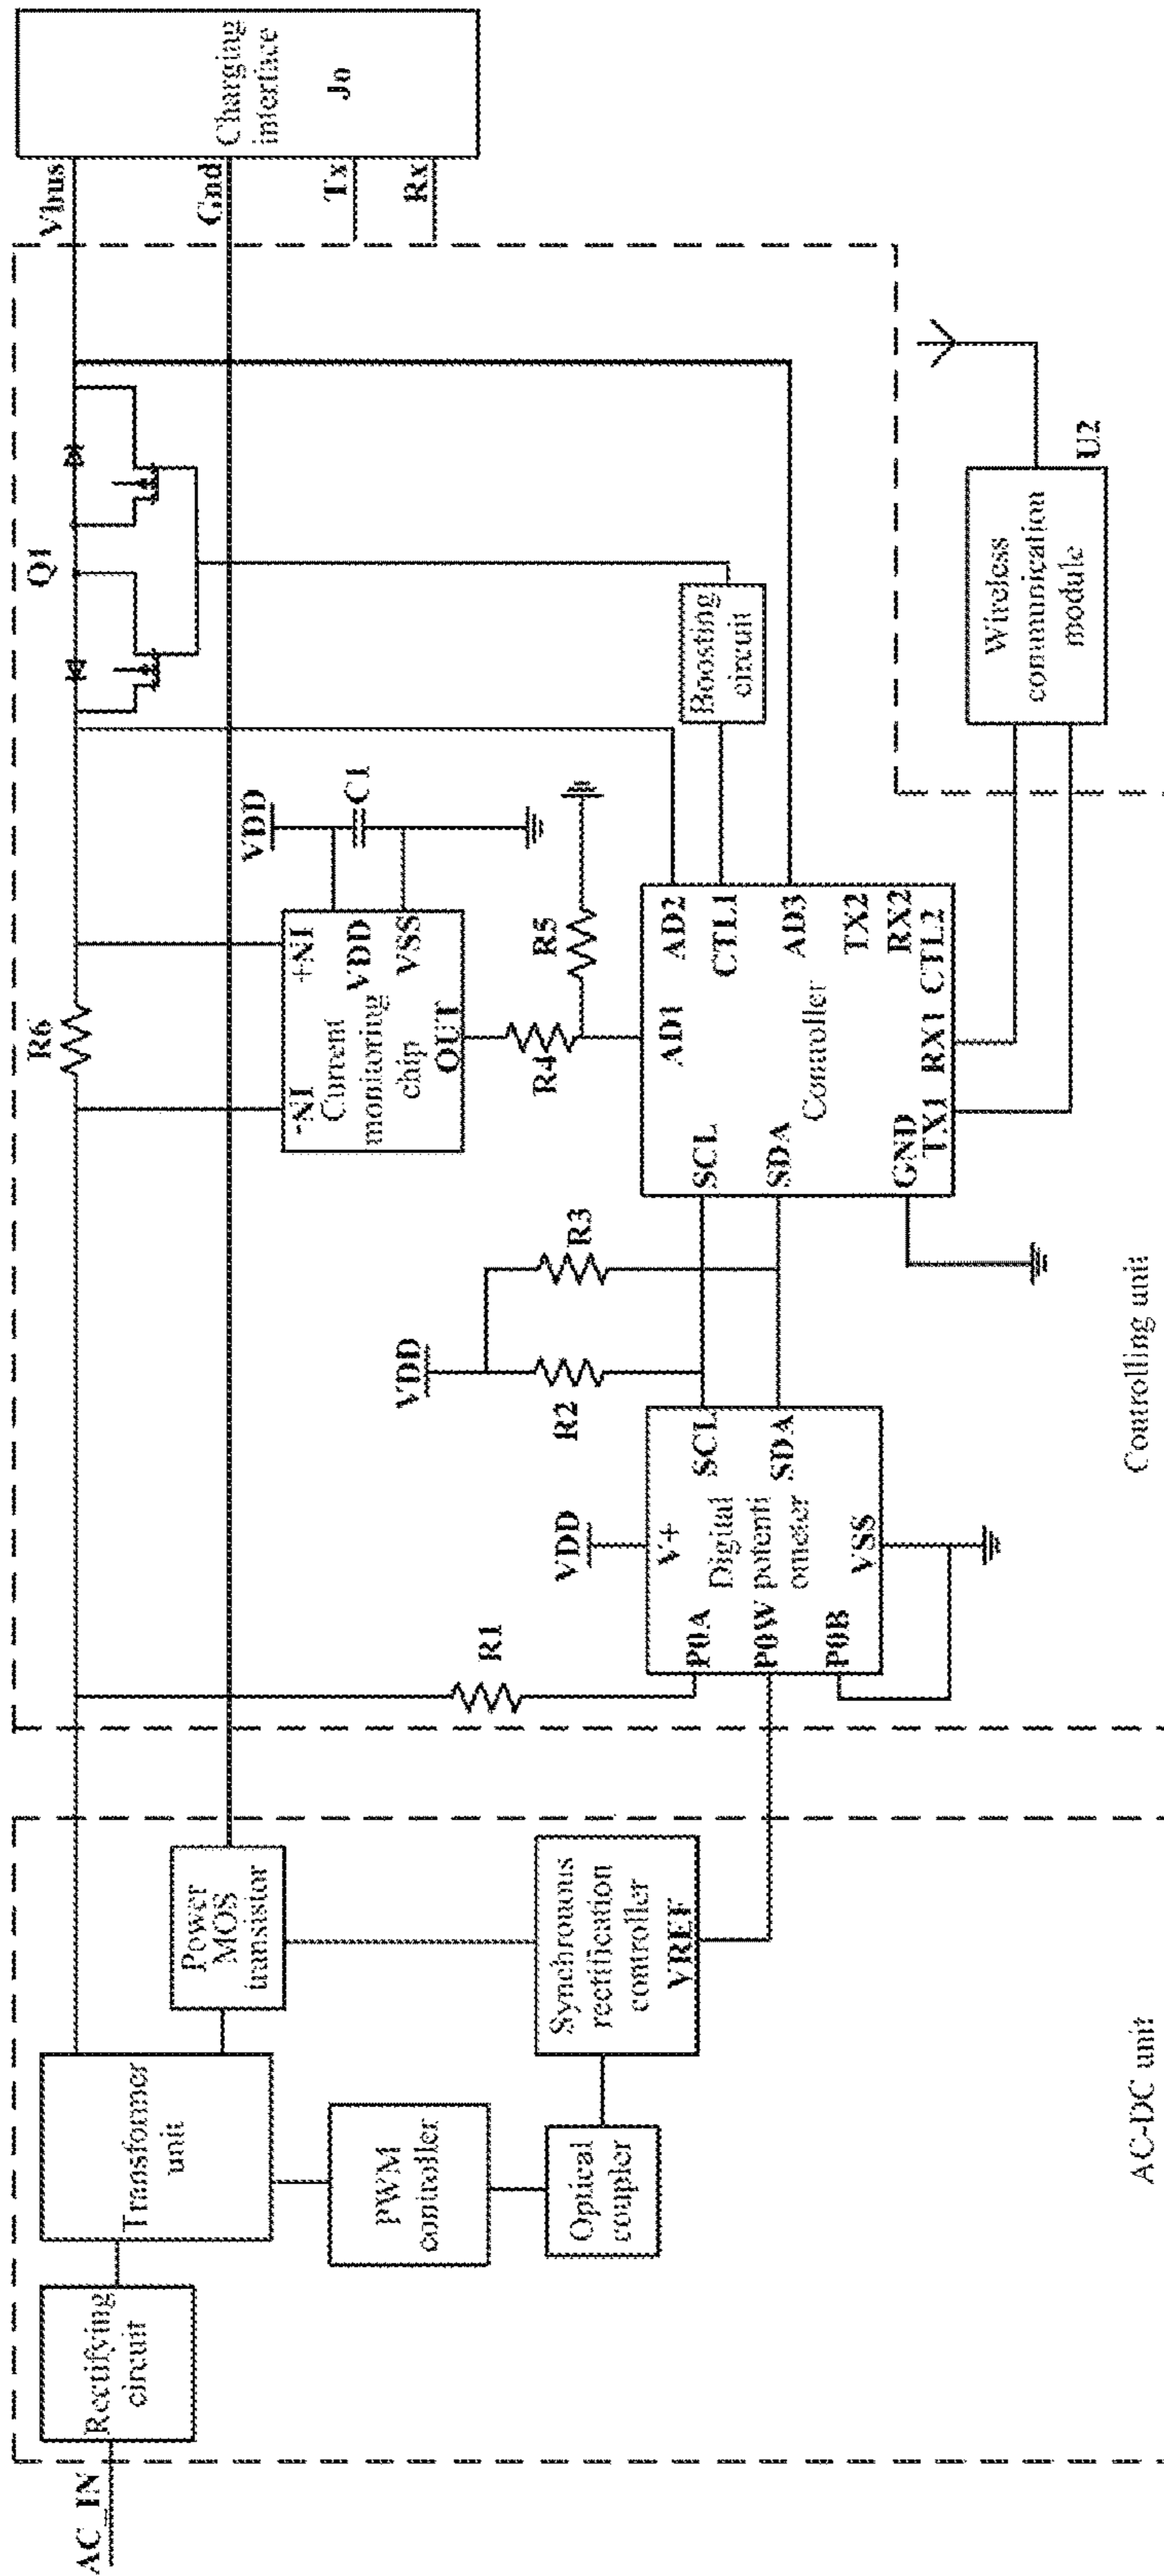 AC_IN
Rectifying
circuit
Transformer
unit
Power
MOS
transistor
PWM
controller
Optical
coupler
Synchronous
rectification
controller
VREF
AC-DC unit
R1
VDD
V+
P0A
P0W
P0B
Digital
potenti
ometer
SCL
SDA
VSS
VDD
R2
R3
R6
-NI
+NI
Current
monitoring
chip
VDD
VSS
OUT
VDD
C1
R4
R5
SCL
SDA
GND
TX1
RX1
CTL2
AD1
Controller
AD2
CTL1
AD3
TX2
RX2
Controlling unit
Q1
Boosting
circuit
Wireless
communication
module
U2
Vbus
Gnd
Tx
Rx
Charging
interface
Jo